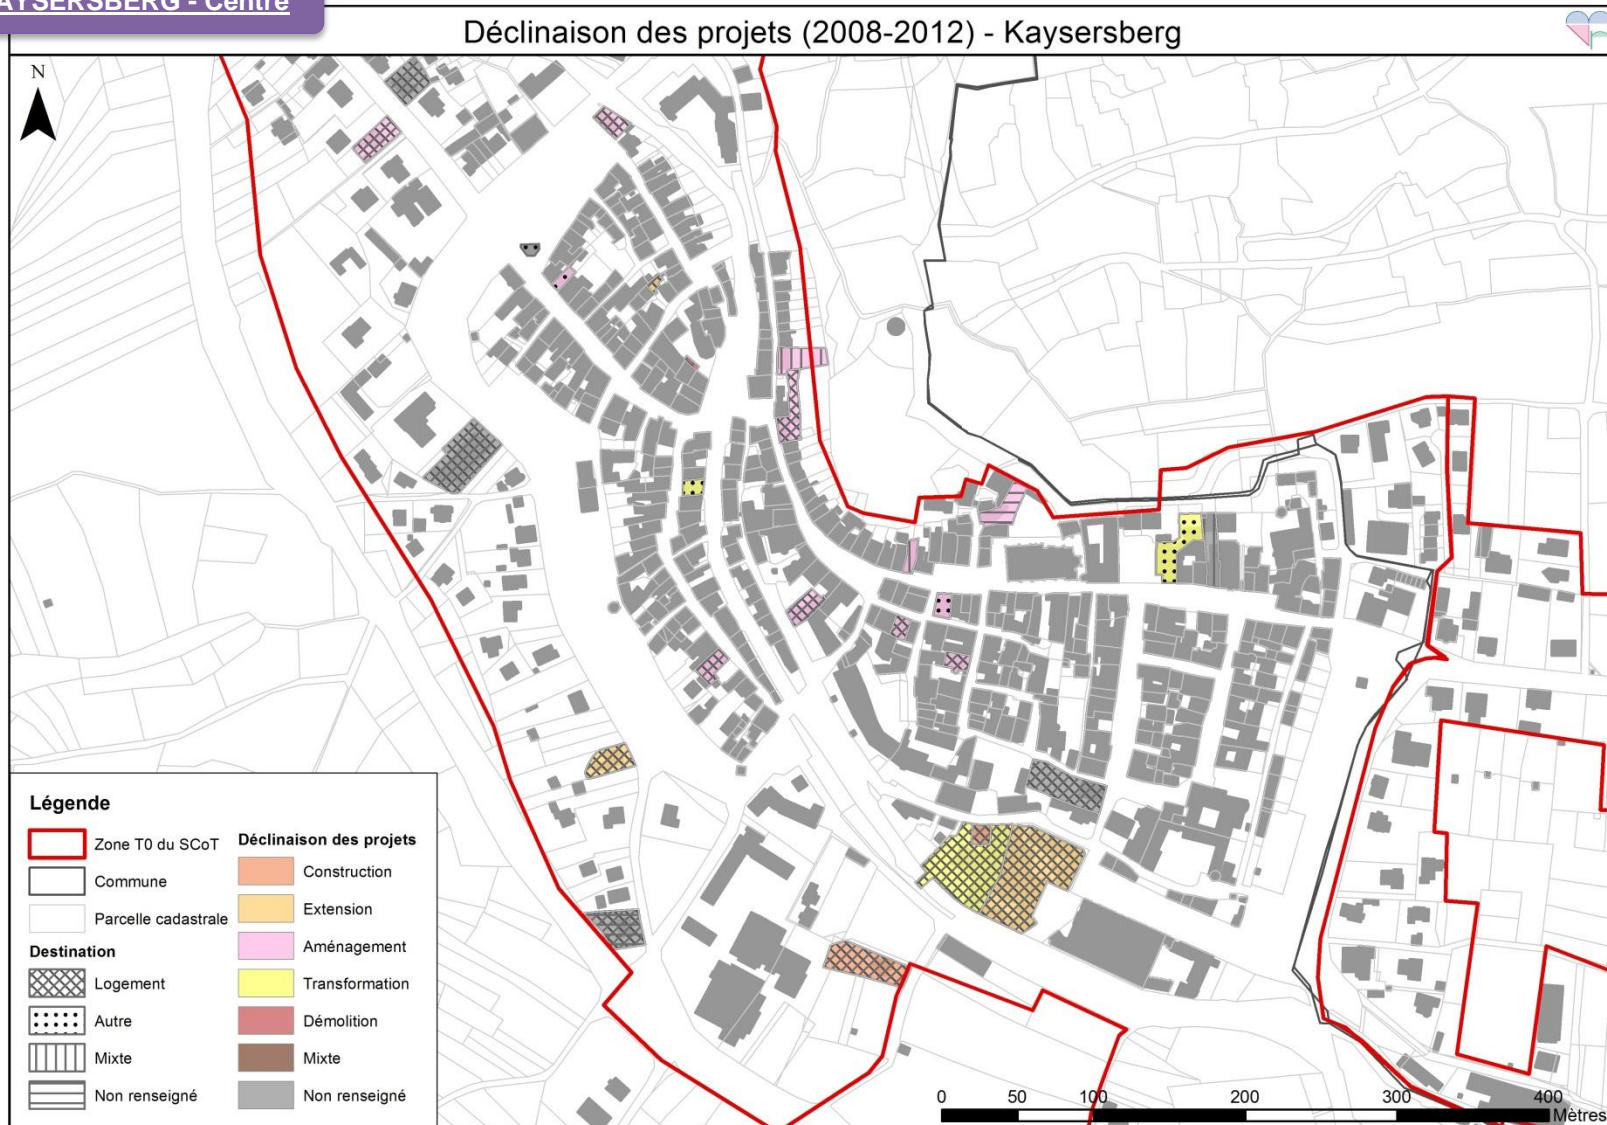 AYSERSBERG - Centre
Déclinaison des projets (2008-2012) - Kaysersberg
N
Légende
Zone T0 du SCoT
Commune
Parcelle cadastrale
Destination
Logement
Autre
Mixte
Non renseigné
Déclinaison des projets
Construction
Extension
Aménagement
Transformation
Démolition
Mixte
Non renseigné
0 50 100 200 300 400
Mètres